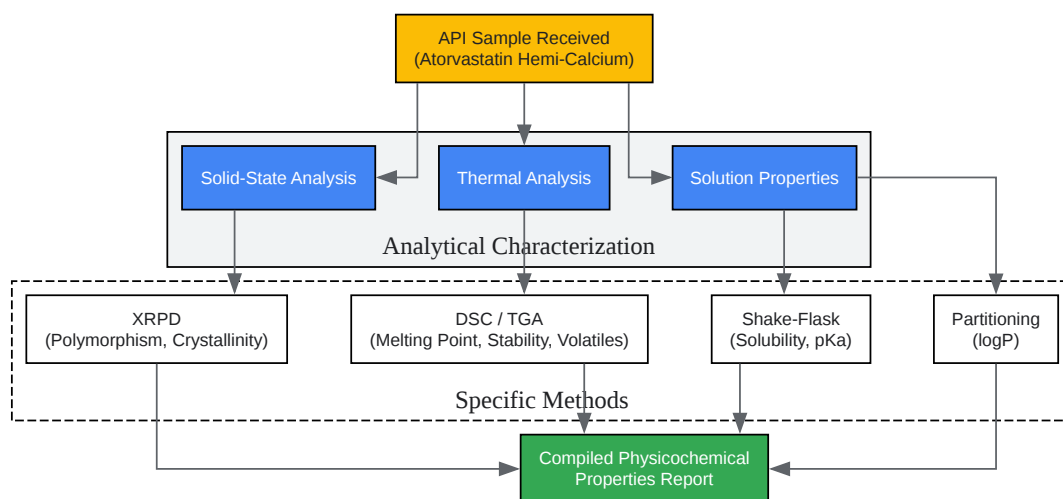 API Sample Received
(Atorvastatin Hemi-Calcium)
Solid-State Analysis
Thermal Analysis
Solution Properties
Analytical Characterization
XRPD
(Polymorphism, Crystallinity)
DSC / TGA
(Melting Point, Stability, Volatiles)
Shake-Flask
(Solubility, pKa)
Partitioning
(logP)
Specific Methods
Compiled Physicochemical
Properties Report